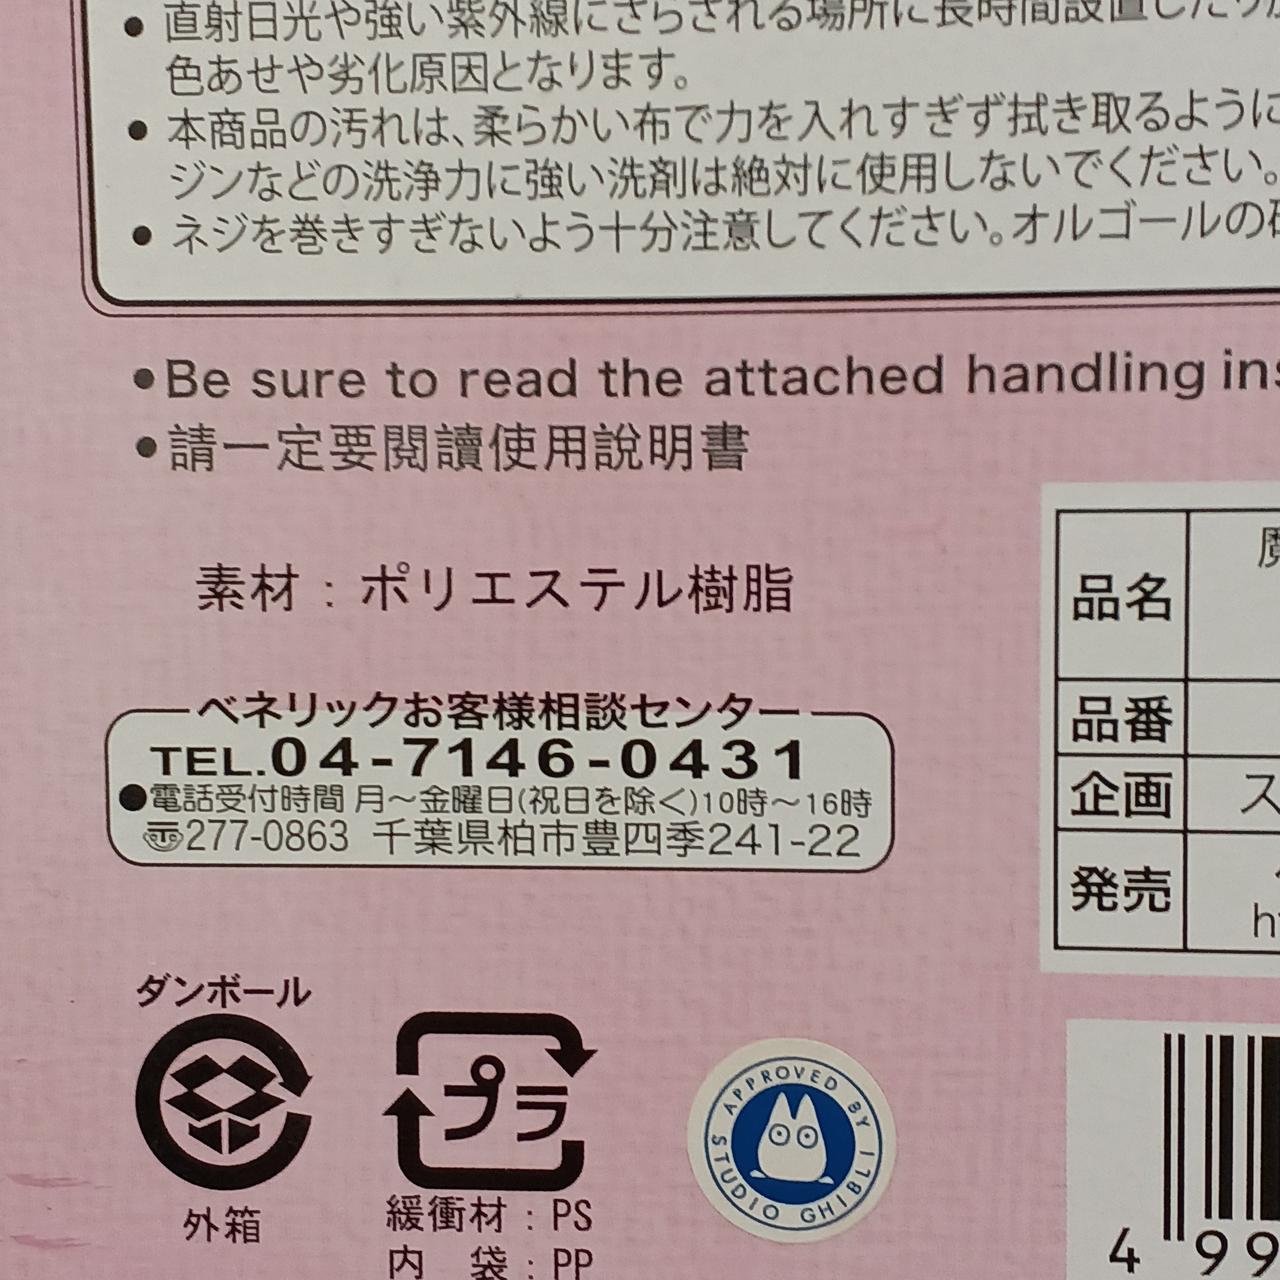 ● 直射日光や強い紫外線にさらされる場所に長時間設置したり
色あせや劣化原因となります。
● 本商品の汚れは、柔らかい布で力を入れすぎず拭き取るように
ジンなどの洗浄力に強い洗剤は絶対に使用しないでください。
● ネジを巻きすぎないよう十分注意してください。オルゴールの
●Be sure to read the attached handling ins
●請一定要閱讀使用說明書
素材：ポリエステル樹脂
品名
品番
企画 ス
発売
ベネリックお客様相談センター
TEL.04-7146-0431
●電話受付時間 月～金曜日(祝日を除く)10時～16時
〠277-0863 千葉県柏市豊四季241-22
ダンボール
外箱
プラ
緩衝材：PS
内 袋：PP
APPROVED BY
STUDIO GHIBLI
4 99